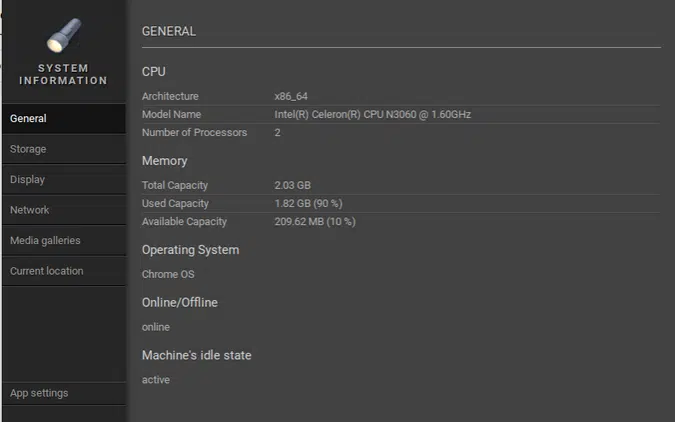 SYSTEM
INFORMATION
General
Storage
Display
Network
Media galleries
Current location
App settings
GENERAL
CPU
Architecture x86_64
Model Name Intel(R) Celeron(R) CPU N3060 @ 1.60GHz
Number of Processors 2
Memory
Total Capacity 2.03 GB
Used Capacity 1.82 GB (90 %)
Available Capacity 209.62 MB (10 %)
Operating System
Chrome OS
Online/Offline
online
Machine's idle state
active